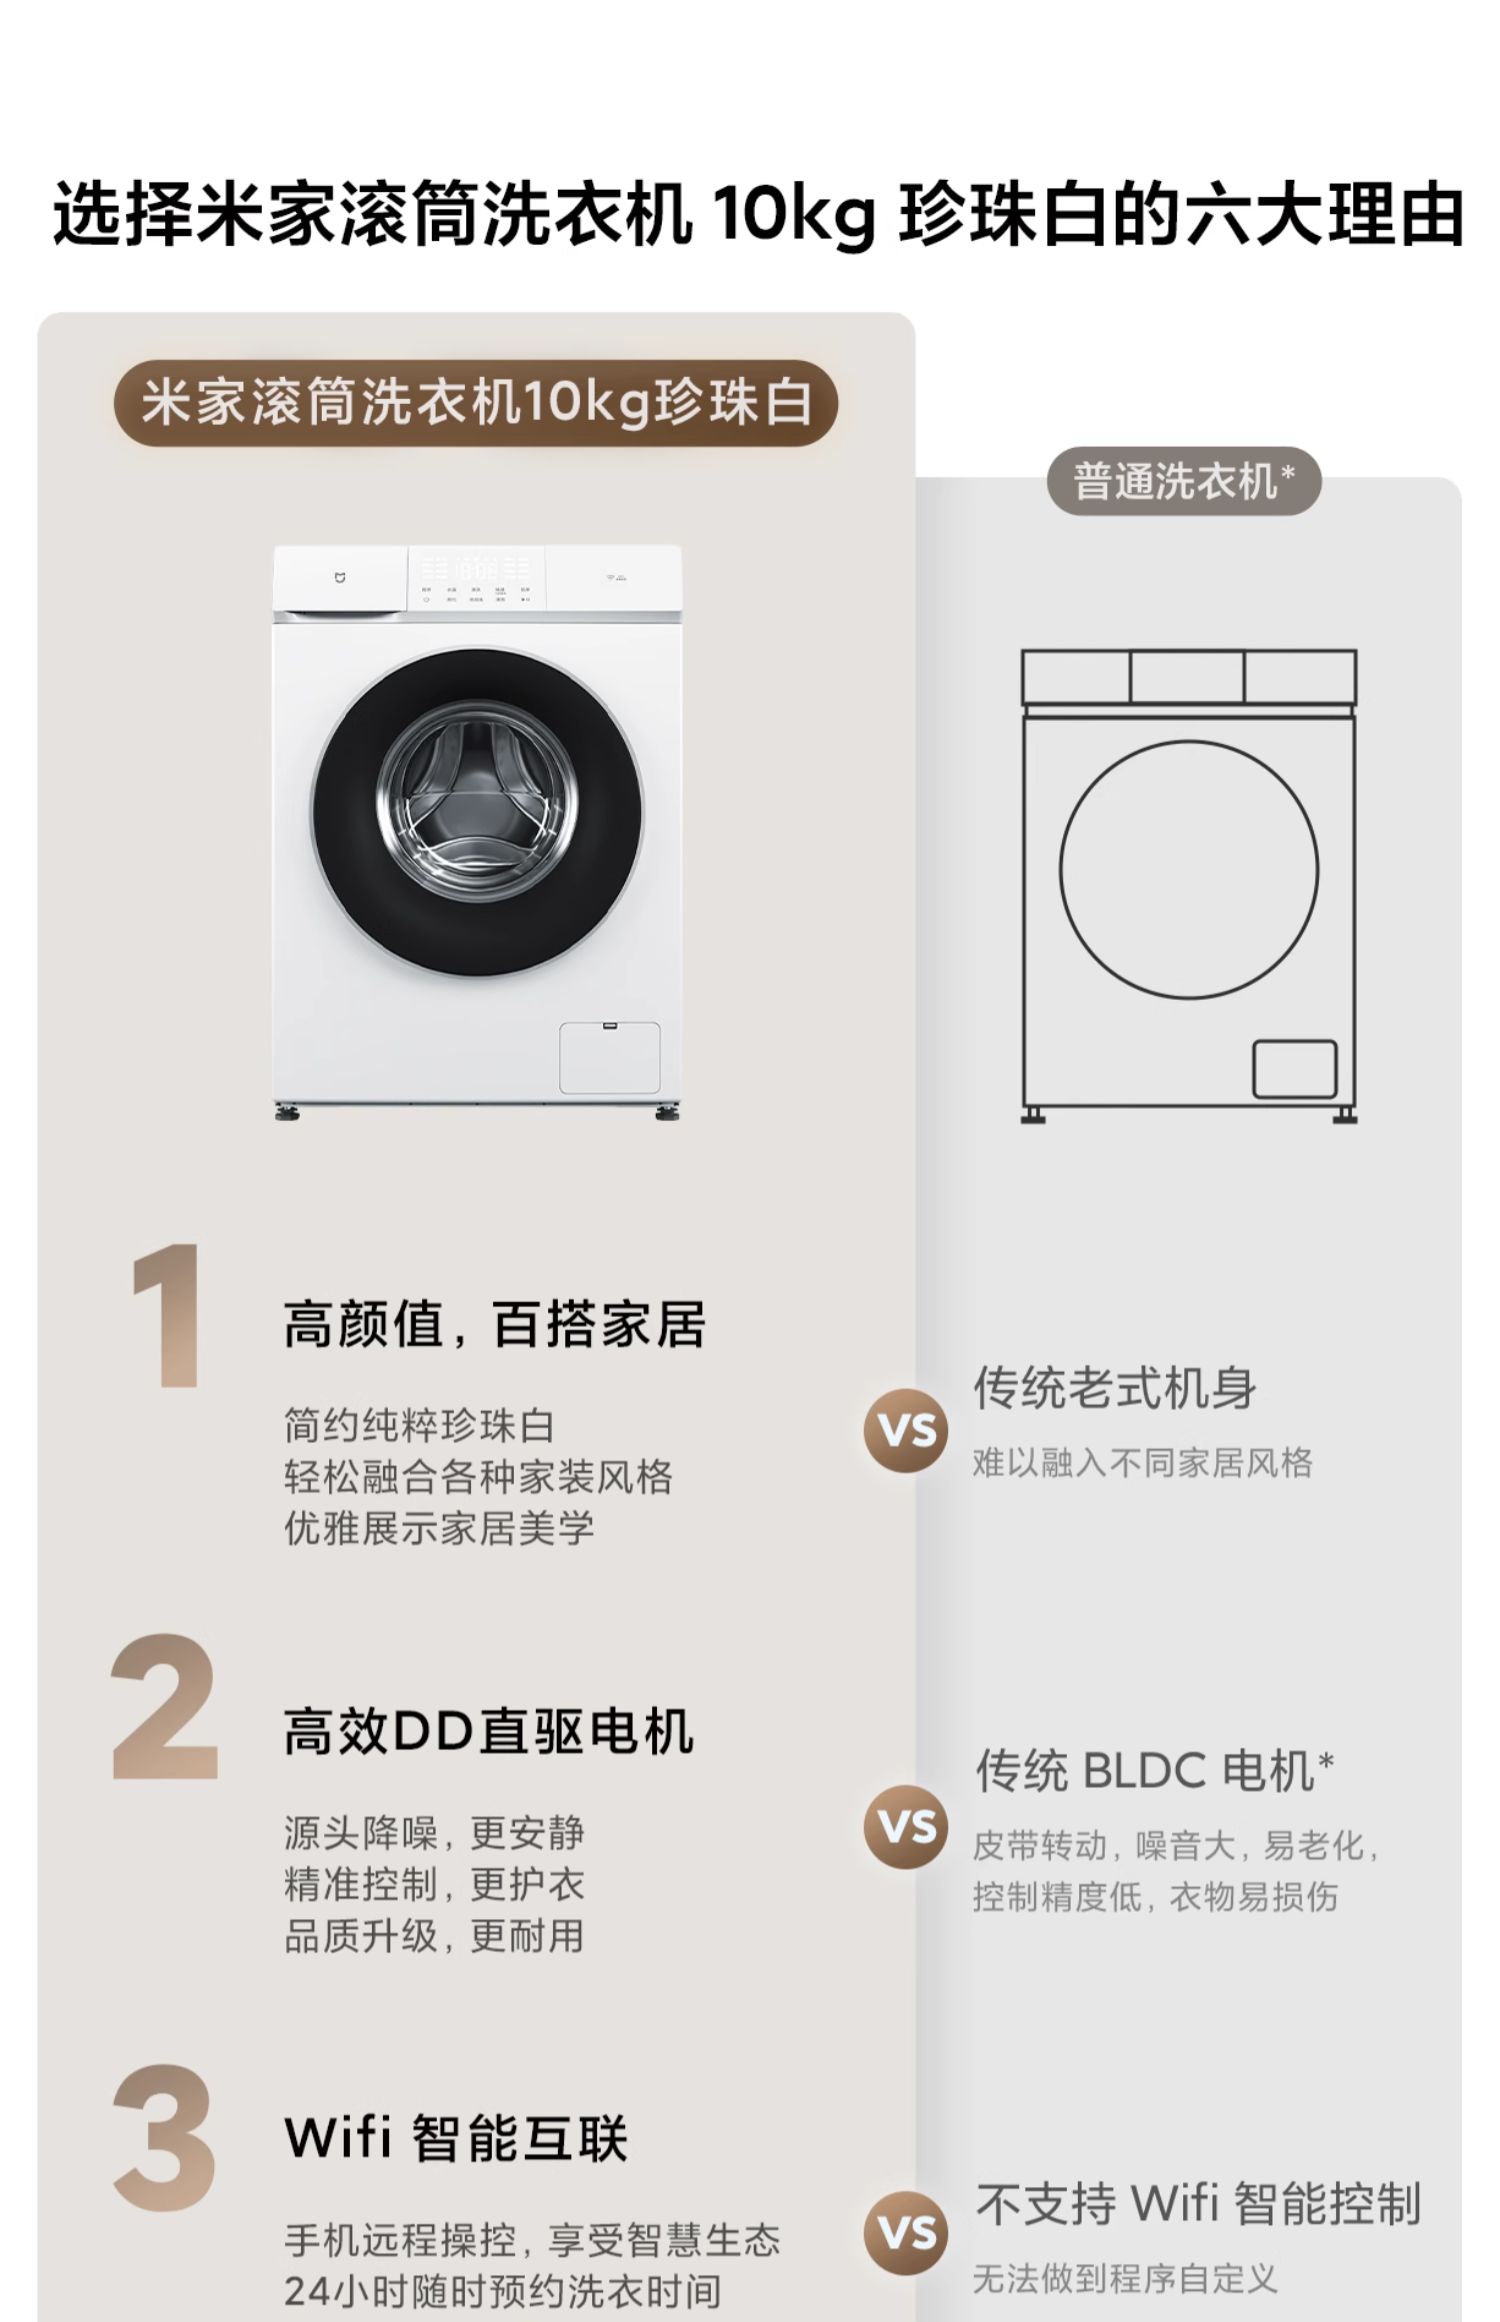 选择米家滚筒洗衣机 10kg 珍珠白的六大理由
米家滚筒洗衣机10kg珍珠白
普通洗衣机*
1
高颜值，百搭家居
简约纯粹珍珠白
轻松融合各种家装风格
优雅展示家居美学
VS
传统老式机身
难以融入不同家居风格
2
高效DD直驱电机
源头降噪，更安静
精准控制，更护衣
品质升级，更耐用
VS
传统 BLDC 电机*
皮带转动，噪音大，易老化，
控制精度低，衣物易损伤
3
Wifi 智能互联
手机远程操控，享受智慧生态
24小时随时预约洗衣时间
VS
不支持 Wifi 智能控制
无法做到程序自定义